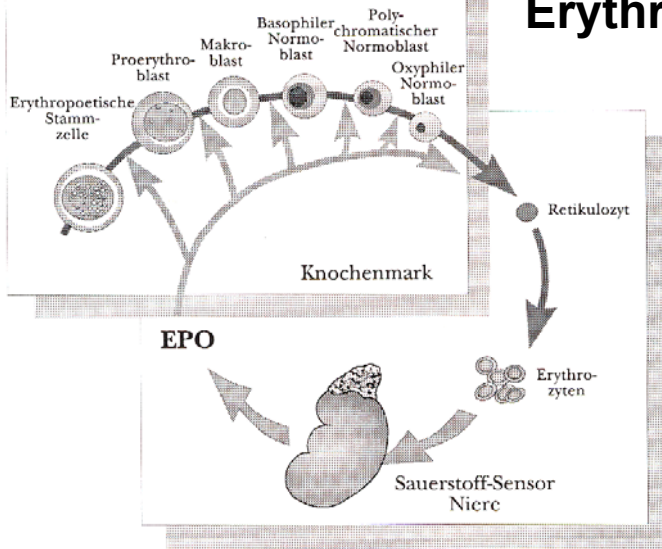 Erythr
Erythropoetische
Stamm-
zelle
Proerythro-
blast
Makro-
blast
Basophiler
Normo-
blast
Poly-
chromatischer
Normoblast
Oxyphiler
Normo-
blast
Retikulozyt
Knochenmark
EPO
Erythro-
zyten
Sauerstoff-Sensor
Niere